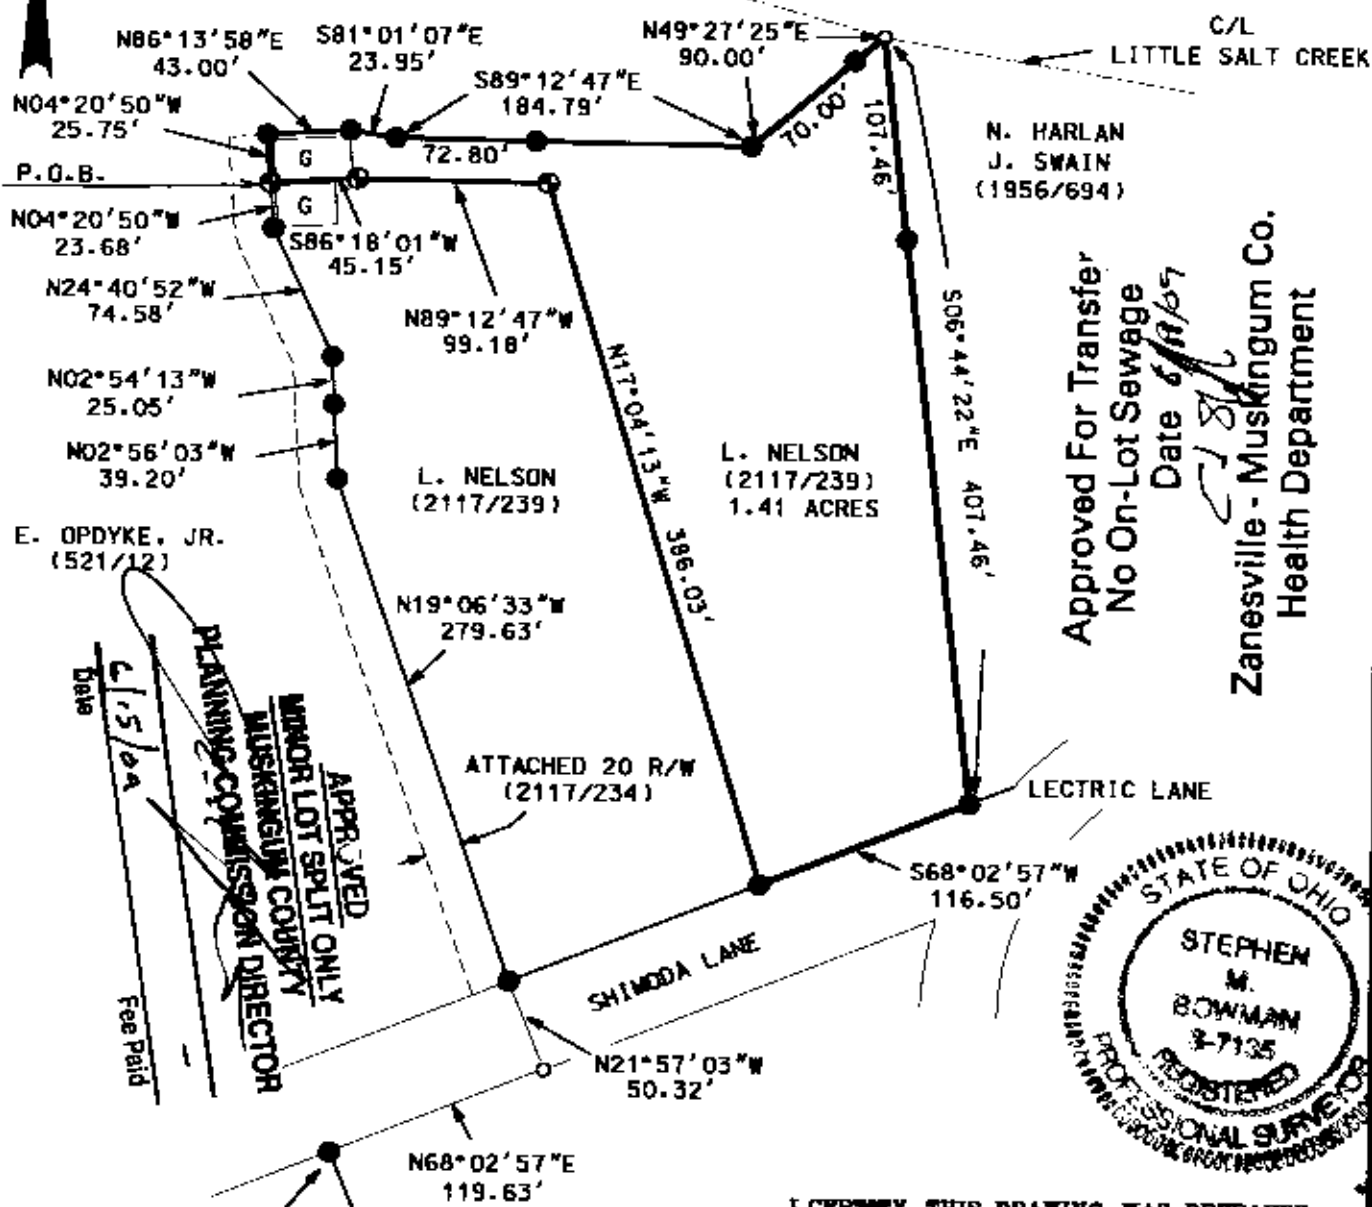 N86°13'58"E
43.00'
S81°01'07"E
23.95'
N49°27'25"E
90.00'
C/L
LITTLE SALT CREEK
S89°12'47"E
184.79'
N04°20'50"W
25.75'
70.00'
107.46'
N. HARLAN
J. SWAIN
(1956/694)
G
72.80'
P.O.B.
G
N04°20'50"W
23.68'
S86°18'01"W
45.15'
N24°40'52"W
74.58'
N89°12'47"W
99.18'
N02°54'13"W
25.05'
N02°56'03"W
39.20'
N17°04'13"W 386.03'
S06°44'22"E 407.46'
L. NELSON
(2117/239)
L. NELSON
(2117/239)
1.41 ACRES
Approved For Transfer
No On-Lot Sewage
Date
Zanesville - Muskingum Co.
Health Department
E. OPDYKE, JR.
(521/12)
N19°06'33"W
279.63'
ATTACHED 20 R/W
(2117/234)
LECTRIC LANE
APPROVED
MINOR LOT SPLIT ONLY
MUSKINGUM COUNTY
PLANNING COMMISSION DIRECTOR
Date
Fee Paid
S68°02'57"W
116.50'
SHIMODA LANE
N21°57'03"W
50.32'
N68°02'57"E
119.63'
STATE OF OHIO
STEPHEN
M.
BOWMAN
S-7135
REGISTERED
PROFESSIONAL SURVEYOR
THIS DRAWING WAS